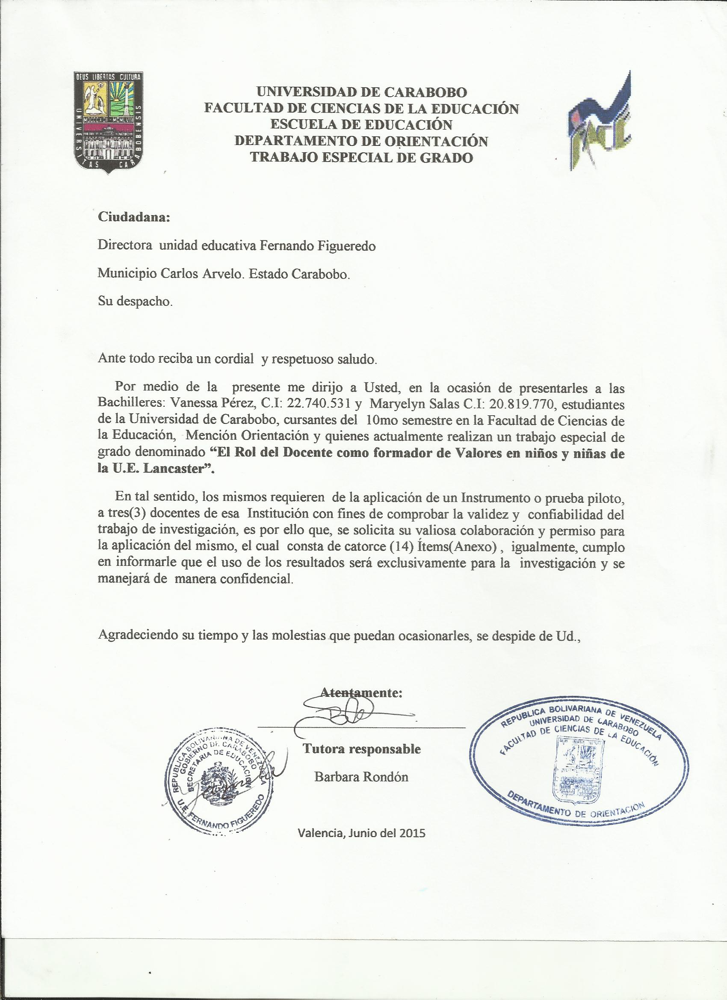 DEUS LIBERTAS CULTURA
UNIVERSITAS CARABOBENSIS
UNIVERSIDAD DE CARABOBO
FACULTAD DE CIENCIAS DE LA EDUCACIÓN
ESCUELA DE EDUCACIÓN
DEPARTAMENTO DE ORIENTACIÓN
TRABAJO ESPECIAL DE GRADO
Ciudadana:
Directora unidad educativa Fernando Figueredo
Municipio Carlos Arvelo. Estado Carabobo.
Su despacho.
Ante todo reciba un cordial y respetuoso saludo.
Por medio de la presente me dirijo a Usted, en la ocasión de presentarles a las
Bachilleres: Vanessa Pérez, C.I: 22.740.531 y Maryelyn Salas C.I: 20.819.770, estudiantes
de la Universidad de Carabobo, cursantes del 10mo semestre en la Facultad de Ciencias de
la Educación, Mención Orientación y quienes actualmente realizan un trabajo especial de
grado denominado “El Rol del Docente como formador de Valores en niños y niñas de
la U.E. Lancaster”.
En tal sentido, los mismos requieren de la aplicación de un Instrumento o prueba piloto,
a tres(3) docentes de esa Institución con fines de comprobar la validez y confiabilidad del
trabajo de investigación, es por ello que, se solicita su valiosa colaboración y permiso para
la aplicación del mismo, el cual consta de catorce (14) Ítems(Anexo) , igualmente, cumplo
en informarle que el uso de los resultados será exclusivamente para la investigación y se
manejará de manera confidencial.
Agradeciendo su tiempo y las molestias que puedan ocasionarles, se despide de Ud.,
Atentamente:
Tutora responsable
Barbara Rondón
Valencia, Junio del 2015
REPUBLICA BOLIVARIANA DE VENEZUELA
GOBIERNO DE CARABOBO
SECRETARIA DE EDUCACION
U.E. FERNANDO FIGUEREDO
REPUBLICA BOLIVARIANA DE VENEZUELA
UNIVERSIDAD DE CARABOBO
FACULTAD DE CIENCIAS DE LA EDUCACIÓN
DEPARTAMENTO DE ORIENTACION